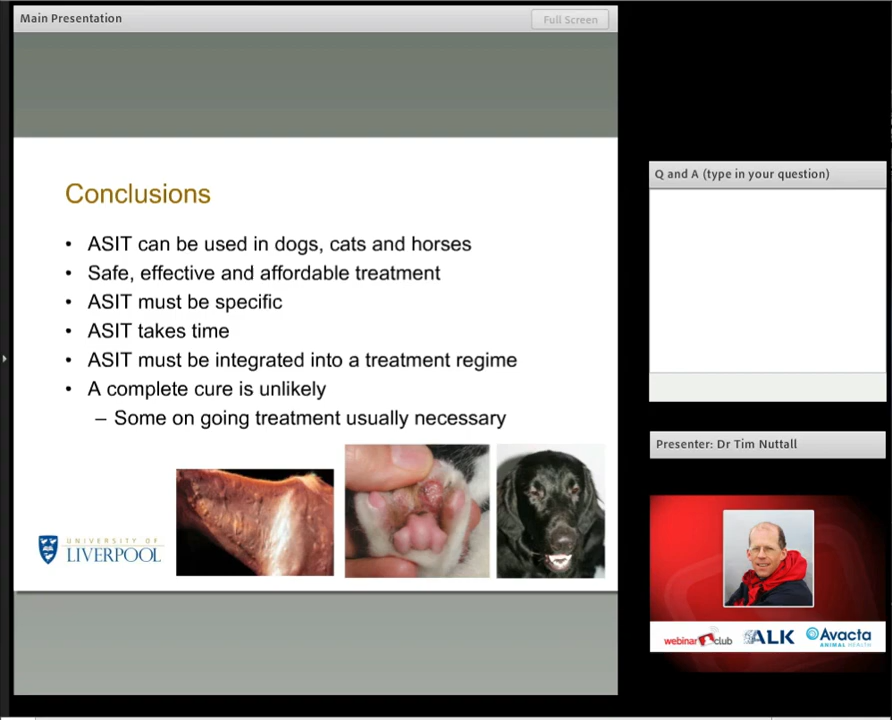 Main Presentation
Full Screen
Conclusions
• ASIT can be used in dogs, cats and horses
• Safe, effective and affordable treatment
• ASIT must be specific
• ASIT takes time
• ASIT must be integrated into a treatment regime
• A complete cure is unlikely
– Some on going treatment usually necessary
UNIVERSITY OF
LIVERPOOL
Q and A (type in your question)
Presenter: Dr Tim Nuttall
webinar club
ALK
Avacta
ANIMAL HEALTH